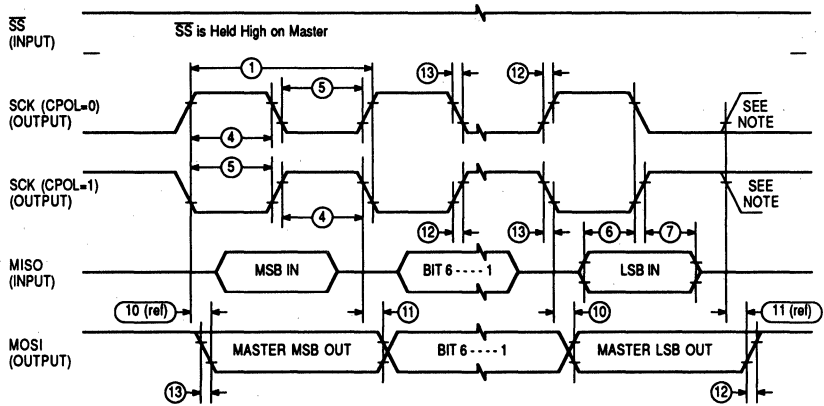 SS
(INPUT)
SS is Held High on Master
1
13
12
5
SCK (CPOL=0)
(OUTPUT)
SEE
NOTE
4
5
SCK (CPOL=1)
(OUTPUT)
SEE
NOTE
4
12
13
6
7
MISO
(INPUT)
MSB IN
BIT 6 - - - - 1
LSB IN
10 (ref)
11
10
11 (ref)
MOSI
(OUTPUT)
MASTER MSB OUT
BIT 6 - - - - 1
MASTER LSB OUT
13
12